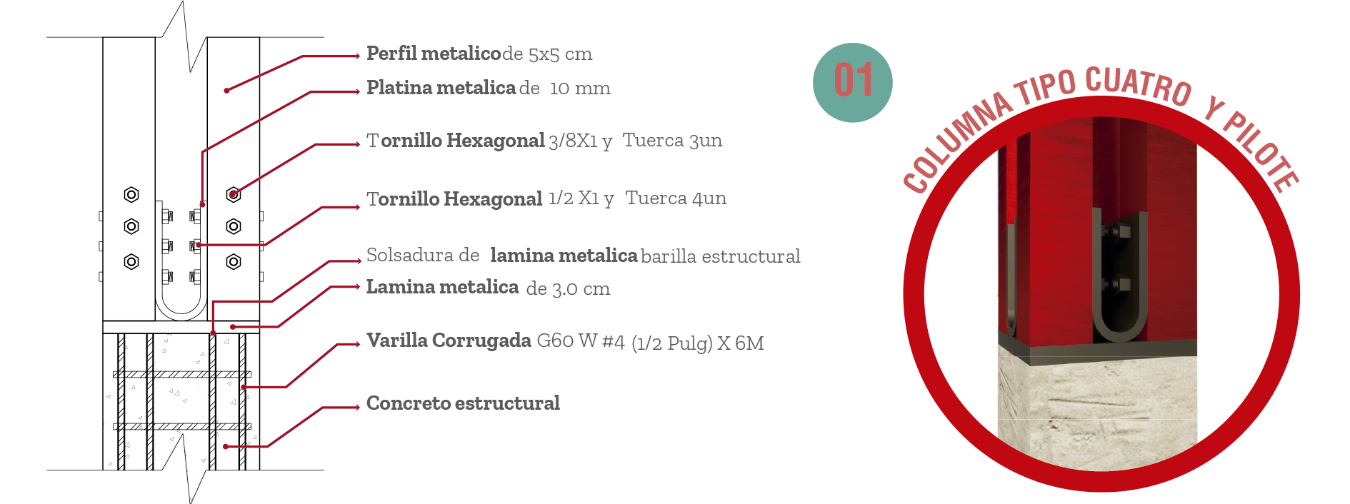 Perfil metalico de 5x5 cm
Platina metalica de 10 mm
Tornillo Hexagonal 3/8X1 y Tuerca 3un
Tornillo Hexagonal 1/2 X1 y Tuerca 4un
Solsadura de lamina metalica barilla estructural
Lamina metalica de 3.0 cm
Varilla Corrugada G60 W #4 (1/2 Pulg) X 6M
Concreto estructural
01
COLUMNA TIPO CUATRO Y PILOTE